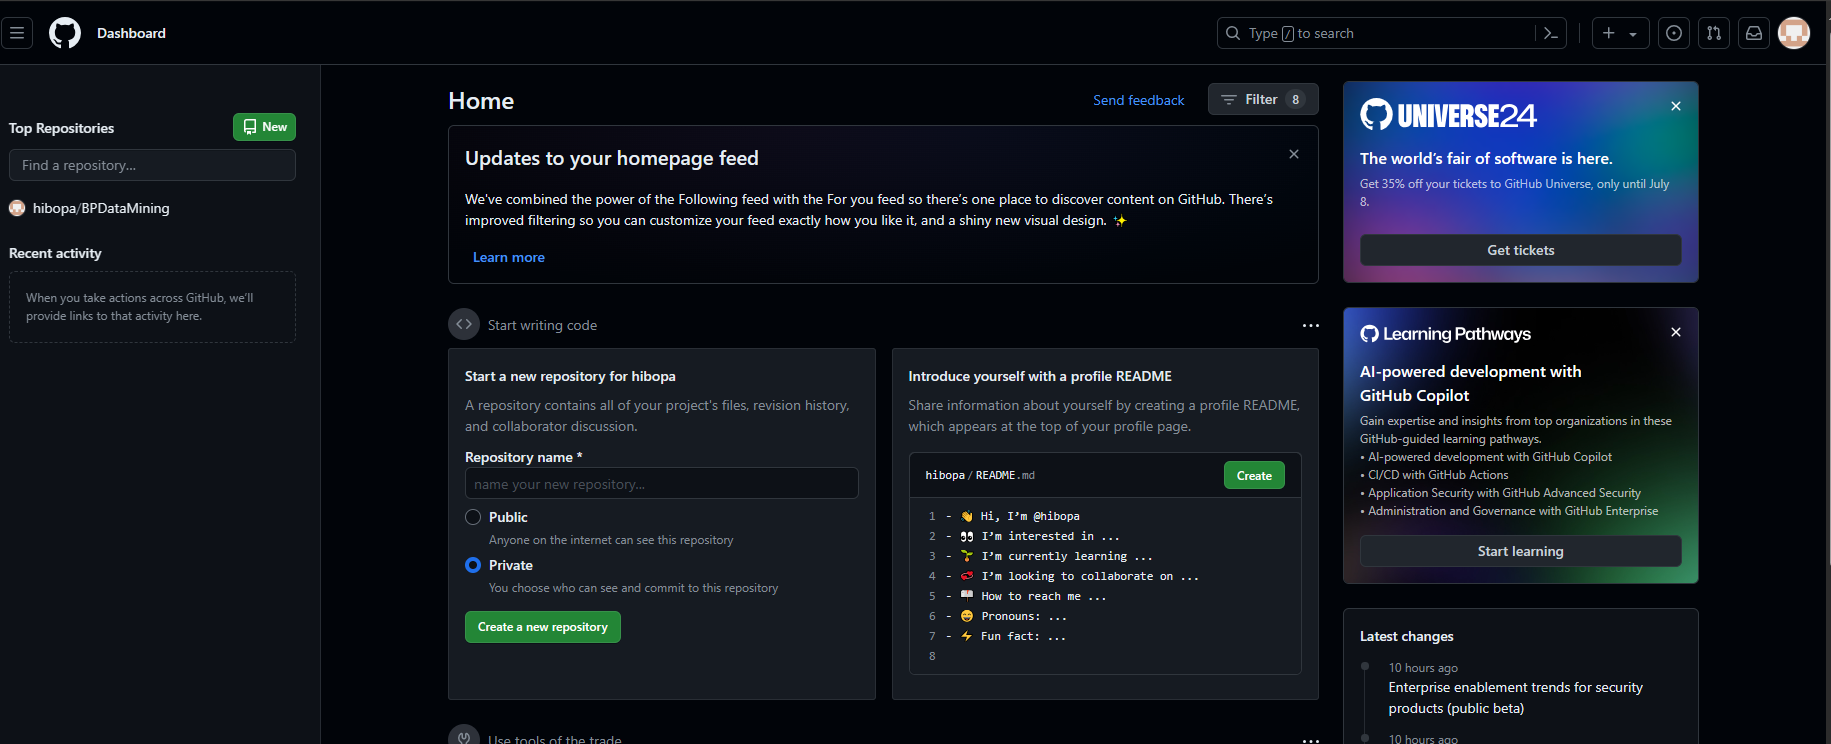 Dashboard
Type / to search
Top Repositories
New
Find a repository...
hibopa/BPDataMining
Recent activity
When you take actions across GitHub, we'll
provide links to that activity here.
Home
Send feedback
Filter 8
Updates to your homepage feed
We've combined the power of the Following feed with the For you feed so there's one place to discover content on GitHub. There's
improved filtering so you can customize your feed exactly how you like it, and a shiny new visual design. ✨
Learn more
Start writing code
Start a new repository for hibopa
A repository contains all of your project's files, revision history,
and collaborator discussion.
Repository name *
name your new repository...
Public
Anyone on the internet can see this repository
Private
You choose who can see and commit to this repository
Create a new repository
Introduce yourself with a profile README
Share information about yourself by creating a profile README,
which appears at the top of your profile page.
hibopa / README.md
Create
1 - 👋 Hi, I'm @hibopa
2 - 👀 I'm interested in ...
3 - 🌱 I'm currently learning ...
4 - 💞️ I'm looking to collaborate on ...
5 - 📫 How to reach me ...
6 - 😄 Pronouns: ...
7 - ⚡ Fun fact: ...
8
Use tools of the trade
UNIVERSE24
The world's fair of software is here.
Get 35% off your tickets to GitHub Universe, only until July
8.
Get tickets
Learning Pathways
AI-powered development with
GitHub Copilot
Gain expertise and insights from top organizations in these
GitHub-guided learning pathways.
• AI-powered development with GitHub Copilot
• CI/CD with GitHub Actions
• Application Security with GitHub Advanced Security
• Administration and Governance with GitHub Enterprise
Start learning
Latest changes
10 hours ago
Enterprise enablement trends for security
products (public beta)
10 hours ago